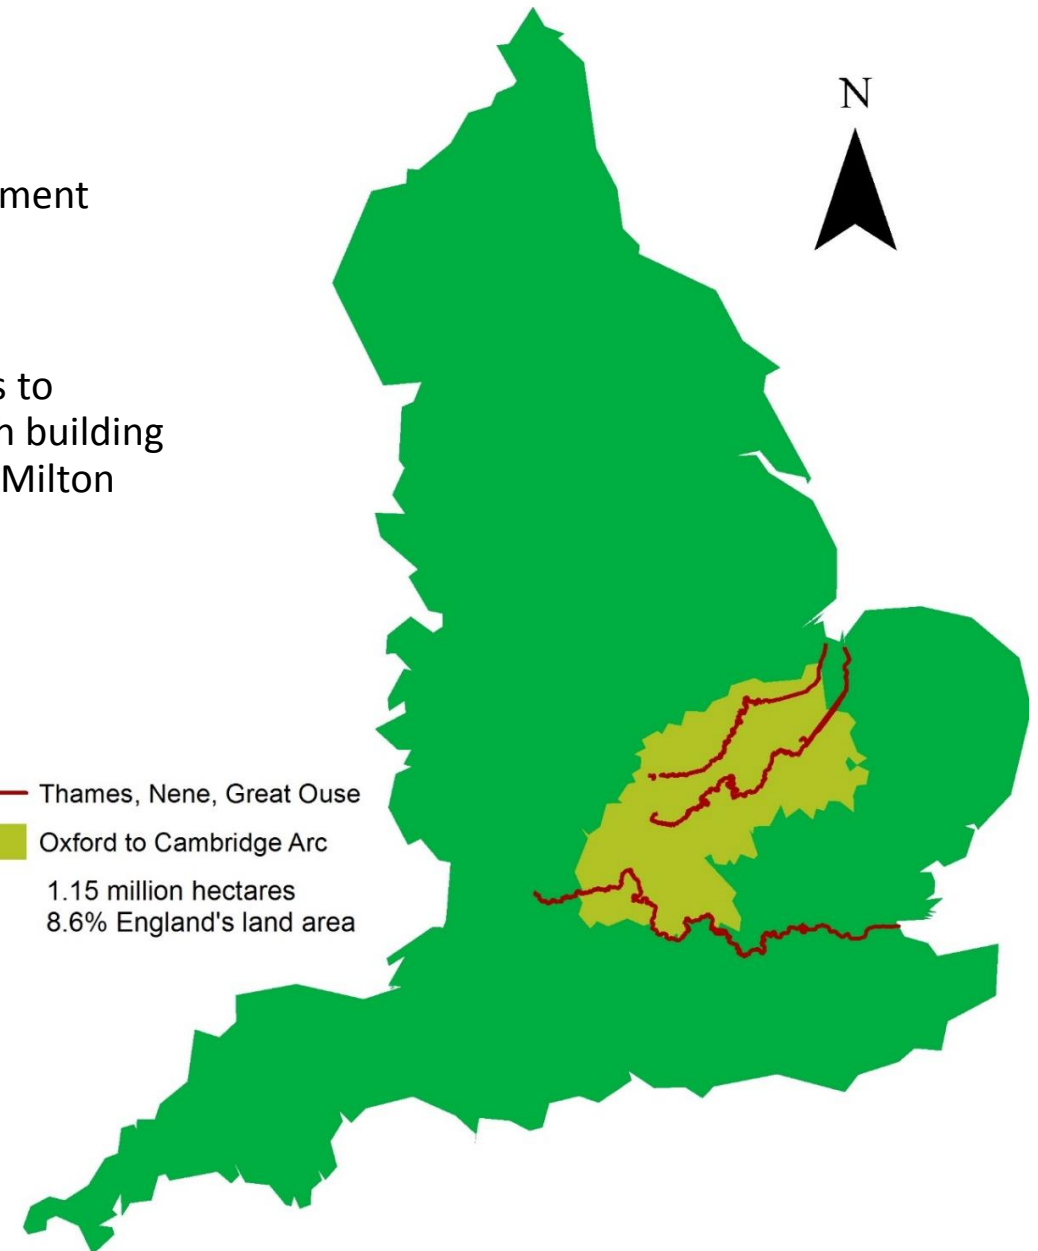 N
ment
s to
n building
Milton
Thames, Nene, Great Ouse
Oxford to Cambridge Arc
1.15 million hectares
8.6% England's land area